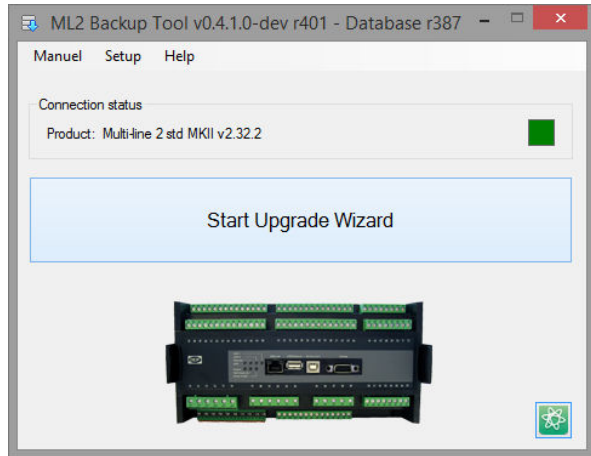 ML2 Backup Tool v0.4.1.0-dev r401 - Database r387
Manuel Setup Help
Connection status
Product: Multi-line 2 std MKII v2.32.2
Start Upgrade Wizard